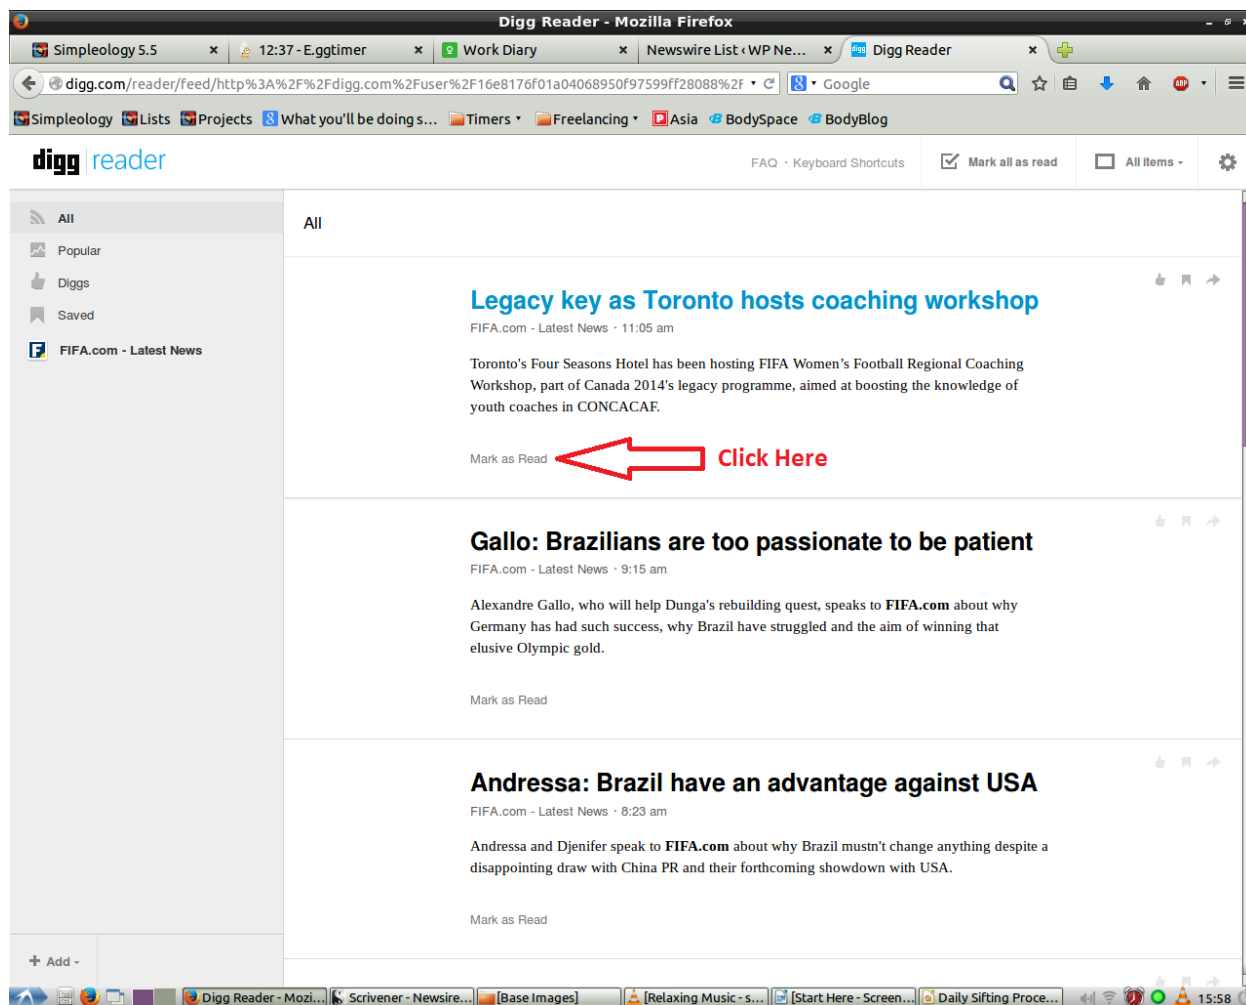 Digg Reader - Mozilla Firefox
Simpleology 5.5
12:37 - E.ggtimer
Work Diary
Newswire List ‹ WP Ne...
Digg Reader
digg.com/reader/feed/http%3A%2F%2Fdigg.com%2Fuser%2F16e8176f01a04068950f97599ff28088%2F
Google
ABP
Simpleology Lists Projects What you'll be doing s... Timers Freelancing Asia BodySpace BodyBlog
digg reader
FAQ · Keyboard Shortcuts
Mark all as read
All Items
All
Popular
Diggs
Saved
FIFA.com - Latest News
Add
All
Legacy key as Toronto hosts coaching workshop
FIFA.com - Latest News · 11:05 am
Toronto's Four Seasons Hotel has been hosting FIFA Women’s Football Regional Coaching
Workshop, part of Canada 2014's legacy programme, aimed at boosting the knowledge of
youth coaches in CONCACAF.
Mark as Read
Click Here
Gallo: Brazilians are too passionate to be patient
FIFA.com - Latest News · 9:15 am
Alexandre Gallo, who will help Dunga's rebuilding quest, speaks to FIFA.com about why
Germany has had such success, why Brazil have struggled and the aim of winning that
elusive Olympic gold.
Mark as Read
Andressa: Brazil have an advantage against USA
FIFA.com - Latest News · 8:23 am
Andressa and Djenifer speak to FIFA.com about why Brazil mustn't change anything despite a
disappointing draw with China PR and their forthcoming showdown with USA.
Mark as Read
Digg Reader - Mozi...
Scrivener - Newsire...
[Base Images]
[Relaxing Music - s...
[Start Here - Screen...
Daily Sifting Proce...
15:58